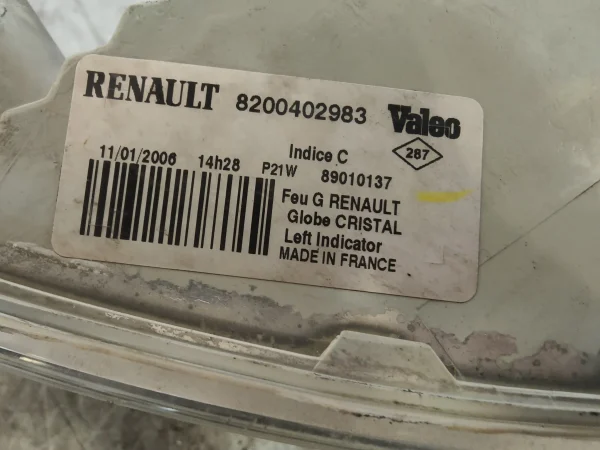 RENAULT 8200402983 Valeo
Indice C 287
11/01/2006 14h28 P21W 89010137
Feu G RENAULT
Globe CRISTAL
Left Indicator
MADE IN FRANCE